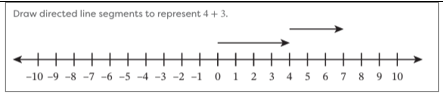 Draw directed line segments to represent 4 + 3.
-10 -9 -8 -7 -6 -5 -4 -3 -2 -1 0 1 2 3 4 5 6 7 8 9 10